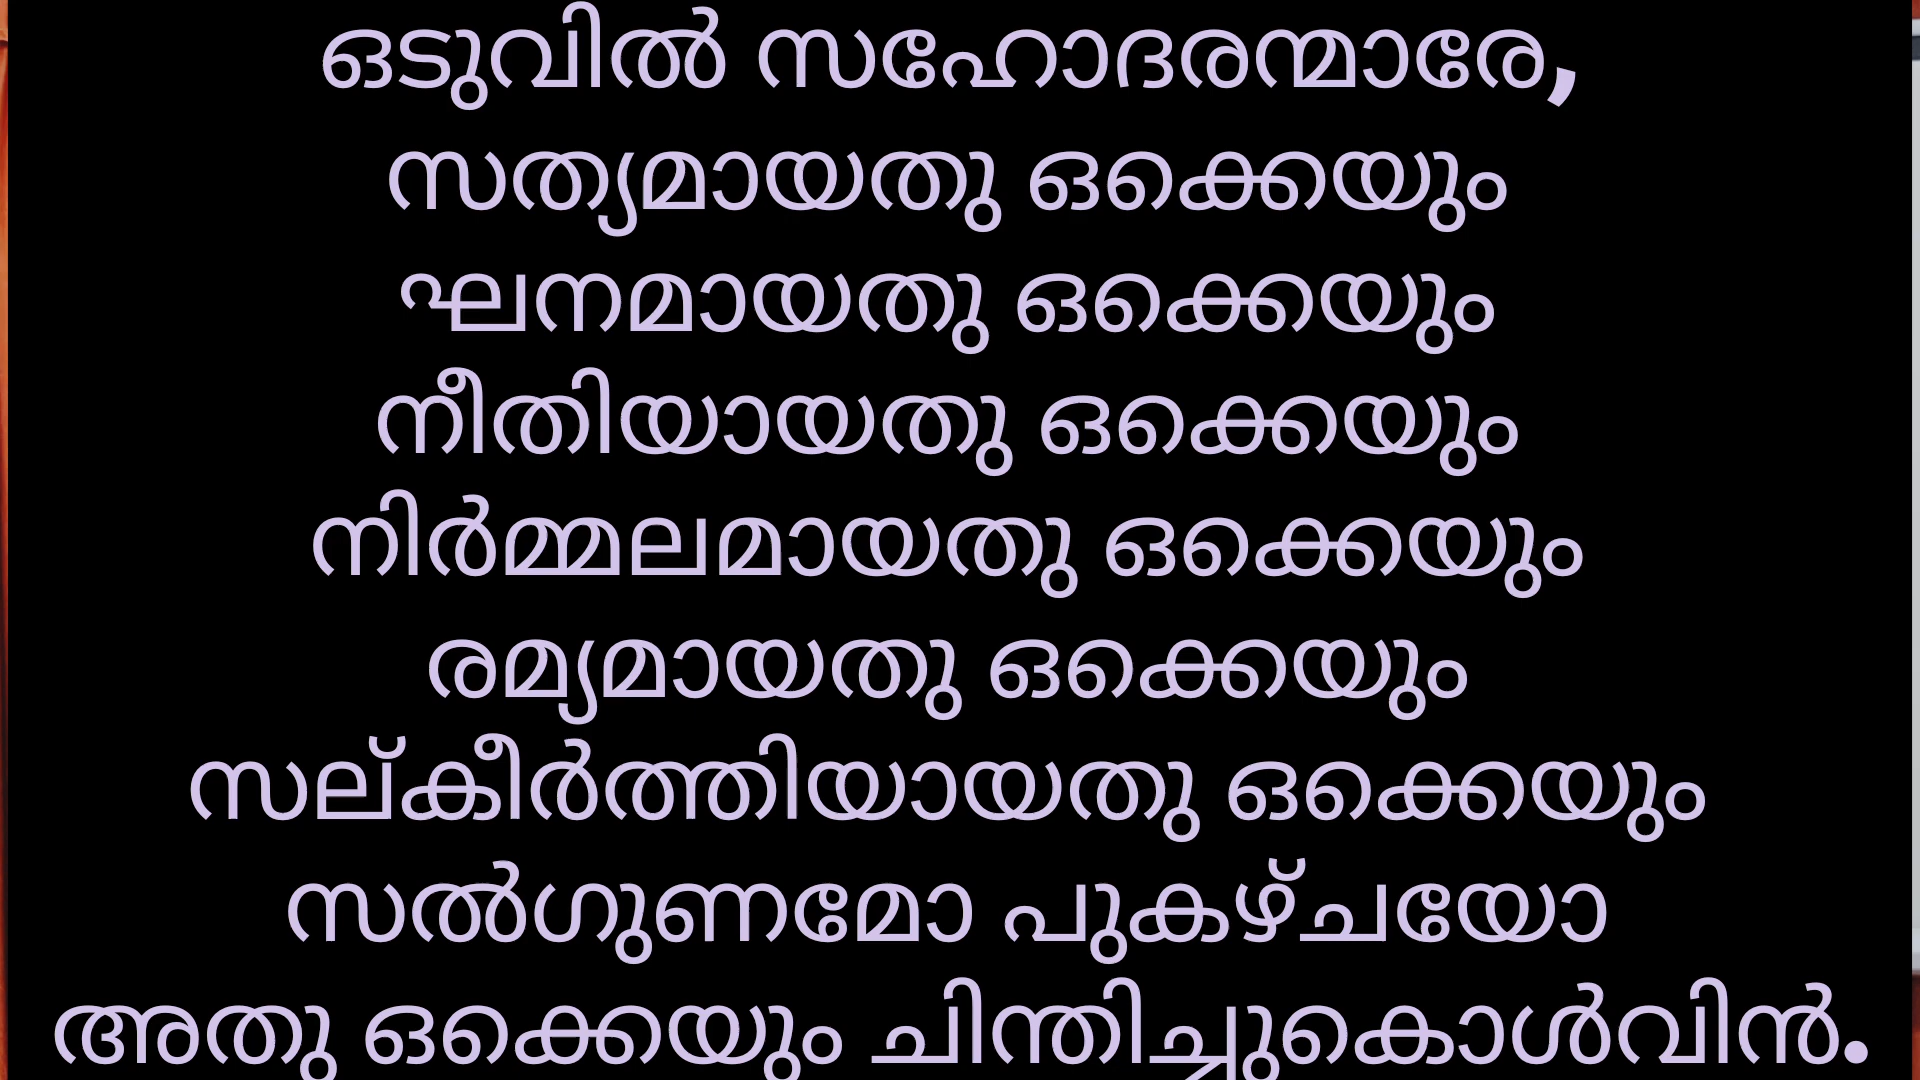 ഒടുവിൽ സഹോദരന്മാരേ,
സത്യമായതു ഒക്കെയും
ഘനമായതു ഒക്കെയും
നീതിയായതു ഒക്കെയും
നിർമ്മലമായതു ഒക്കെയും
രമ്യമായതു ഒക്കെയും
സല്കീർത്തിയായതു ഒക്കെയും
സൽഗുണമോ പുകഴ്ചയോ
അതു ഒക്കെയും ചിന്തിച്ചുകൊൾവിൻ.